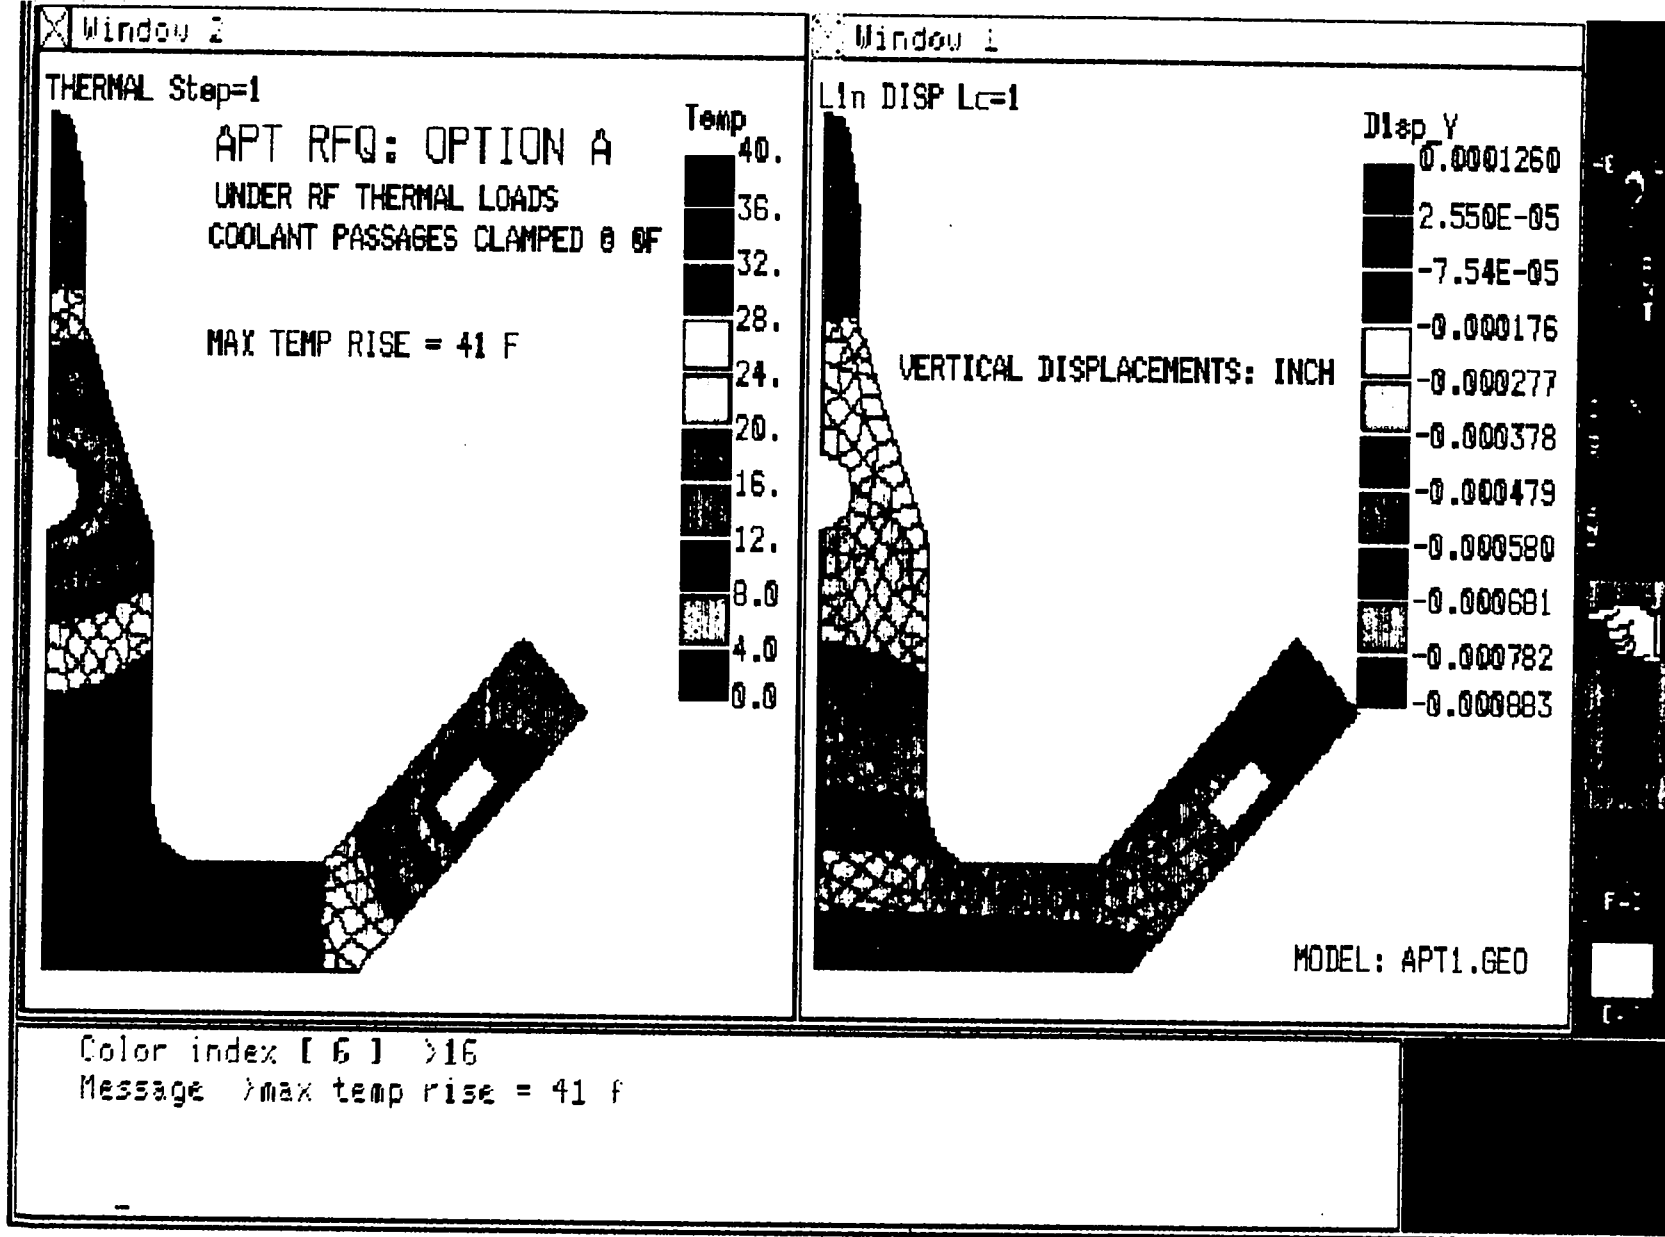 Window 2
THERMAL Step=1
APT RFQ: OPTION A
UNDER RF THERMAL LOADS
COOLANT PASSAGES CLAMPED @ 0F
MAX TEMP RISE = 41 F
Temp
40.
36.
32.
28.
24.
20.
16.
12.
8.0
4.0
0.0
Window 1
Lin DISP Lc=1
VERTICAL DISPLACEMENTS: INCH
Disp_Y
0.0001260
2.550E-05
-7.54E-05
-0.000176
-0.000277
-0.000378
-0.000479
-0.000580
-0.000681
-0.000782
-0.000883
MODEL: APT1.GEO
Color index [ 6 ] >16
Message >max temp rise = 41 f